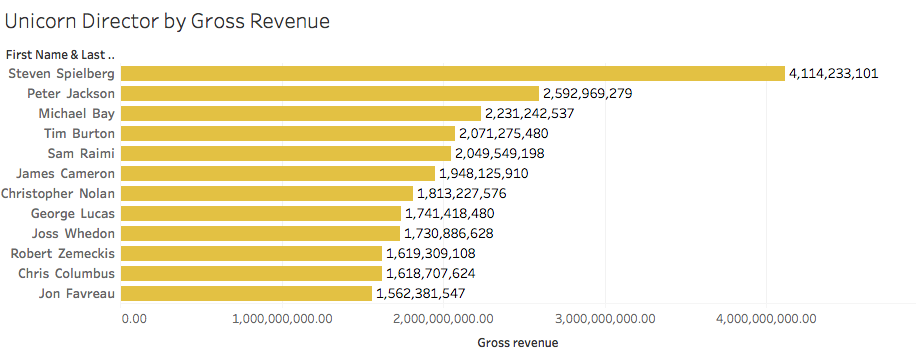 Unicorn Director by Gross Revenue
First Name & Last ..
Steven Spielberg 4,114,233,101
Peter Jackson 2,592,969,279
Michael Bay 2,231,242,537
Tim Burton 2,071,275,480
Sam Raimi 2,049,549,198
James Cameron 1,948,125,910
Christopher Nolan 1,813,227,576
George Lucas 1,741,418,480
Joss Whedon 1,730,886,628
Robert Zemeckis 1,619,309,108
Chris Columbus 1,618,707,624
Jon Favreau 1,562,381,547
0.00 1,000,000,000.00 2,000,000,000.00 3,000,000,000.00 4,000,000,000.00
Gross revenue